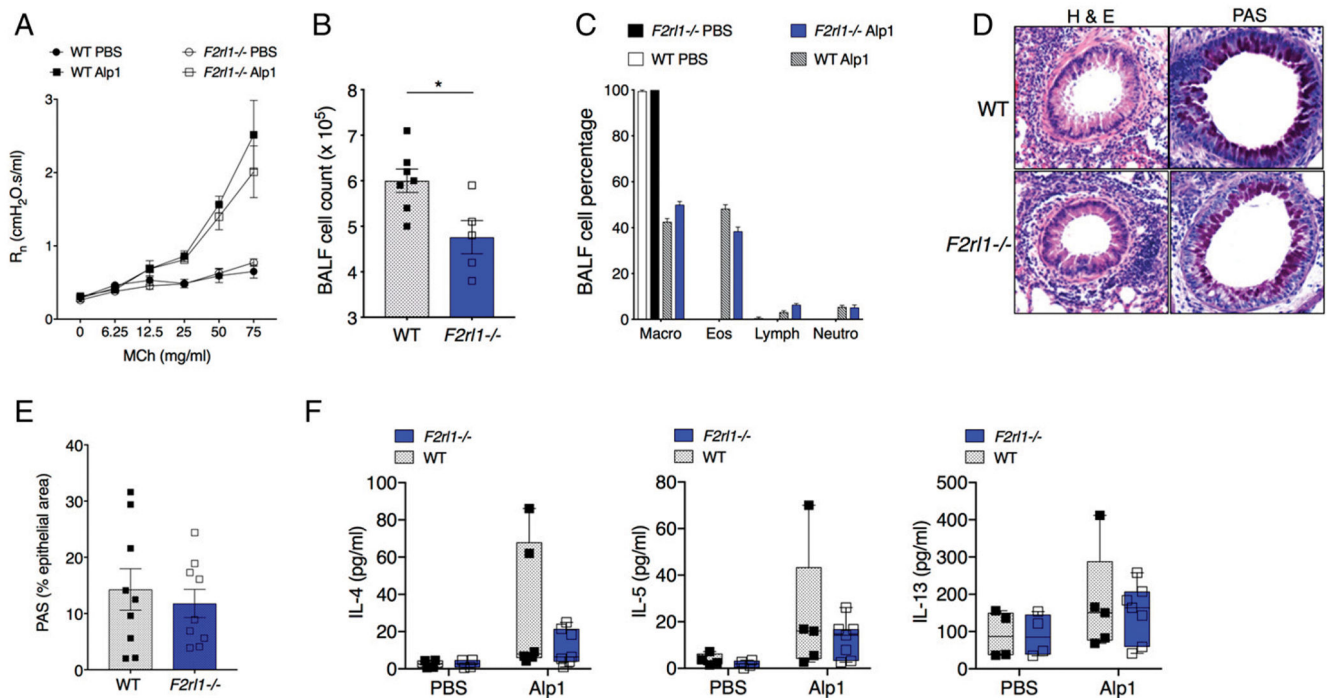 A
WT PBS
F2rl1-/- PBS
WT Alp1
F2rl1-/- Alp1
3
2
1
0
Rn (cmH2O.s/ml)
0 6.25 12.5 25 50 75
MCh (mg/ml)
B
*
8
7
6
5
4
3
BALF cell count (x 10^5)
WT F2rl1-/-
C
F2rl1-/- PBS
F2rl1-/- Alp1
WT PBS
WT Alp1
100
80
60
40
20
0
BALF cell percentage
Macro Eos Lymph Neutro
D
H & E PAS
WT
F2rl1-/-
E
40
30
20
10
0
PAS (% epithelial area)
WT F2rl1-/-
F
F2rl1-/-
WT
100
80
60
40
20
0
IL-4 (pg/ml)
PBS Alp1
F2rl1-/-
WT
80
60
40
20
0
IL-5 (pg/ml)
PBS Alp1
F2rl1-/-
WT
500
400
300
200
100
0
IL-13 (pg/ml)
PBS Alp1